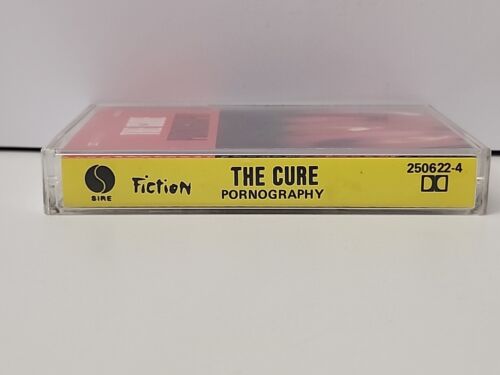 SIRE
Fiction
THE CURE
PORNOGRAPHY
250622-4